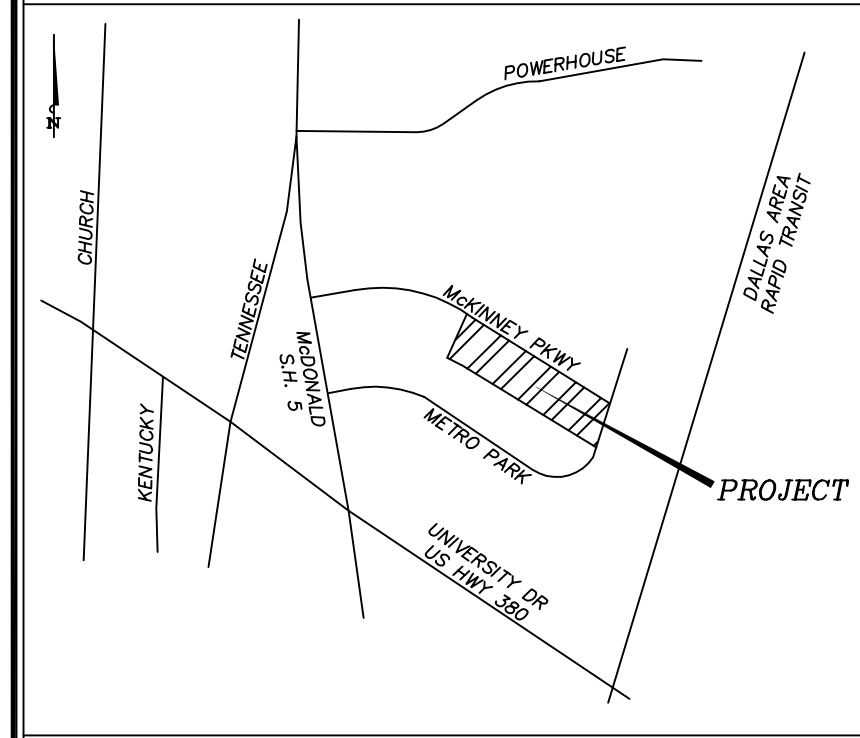 POWERHOUSE
N
CHURCH
DALLAS AREA
RAPID TRANSIT
TENNESSEE
McKINNEY PKWY
McDONALD
S.H. 5
KENTUCKY
METRO PARK
PROJECT
UNIVERSITY DR
US HWY 380